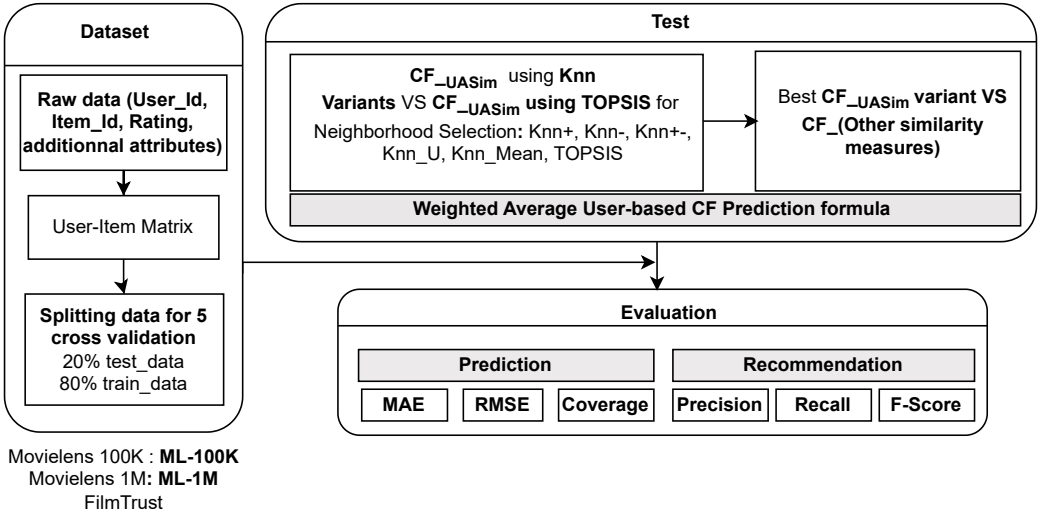 Dataset
Raw data (User_Id,
Item_Id, Rating,
additionnal attributes)
User-Item Matrix
Splitting data for 5
cross validation
20% test_data
80% train_data
Movielens 100K : ML-100K
Movielens 1M: ML-1M
FilmTrust
Test
CF_UASim using Knn
Variants VS CF_UASim using TOPSIS for
Neighborhood Selection: Knn+, Knn-, Knn+-,
Knn_U, Knn_Mean, TOPSIS
Best CF_UASim variant VS
CF_(Other similarity
measures)
Weighted Average User-based CF Prediction formula
Evaluation
Prediction
Recommendation
MAE
RMSE
Coverage
Precision
Recall
F-Score